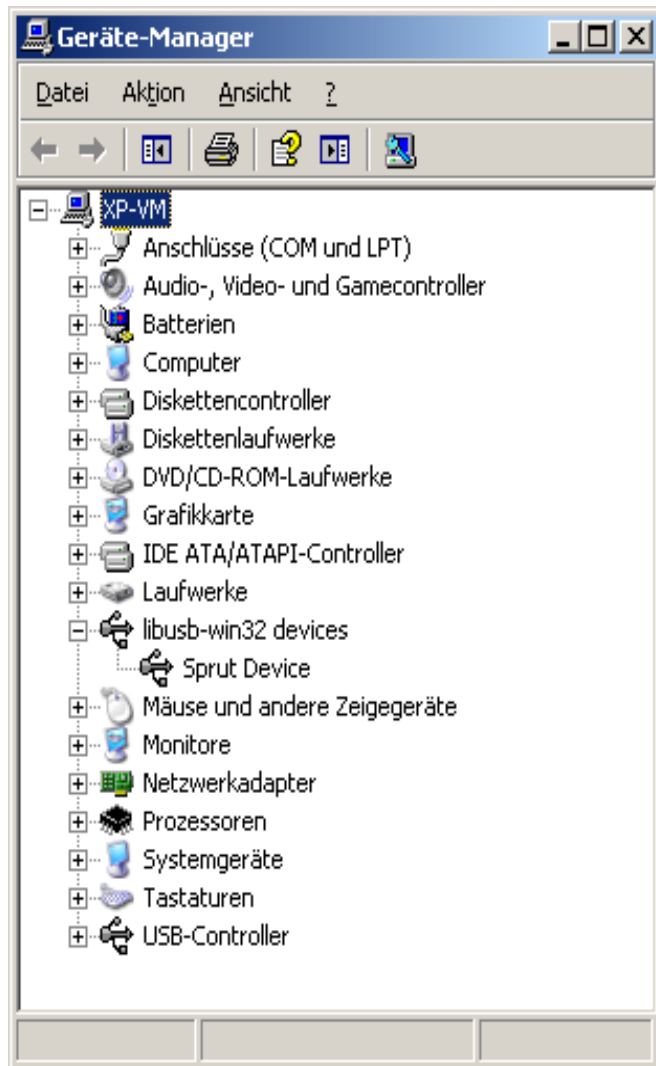 Geräte-Manager
Datei Aktion Ansicht ?
XP-VM
Anschlüsse (COM und LPT)
Audio-, Video- und Gamecontroller
Batterien
Computer
Diskettencontroller
Diskettenlaufwerke
DVD/CD-ROM-Laufwerke
Grafikkarte
IDE ATA/ATAPI-Controller
Laufwerke
libusb-win32 devices
Sprut Device
Mäuse und andere Zeigegeräte
Monitore
Netzwerkadapter
Prozessoren
Systemgeräte
Tastaturen
USB-Controller